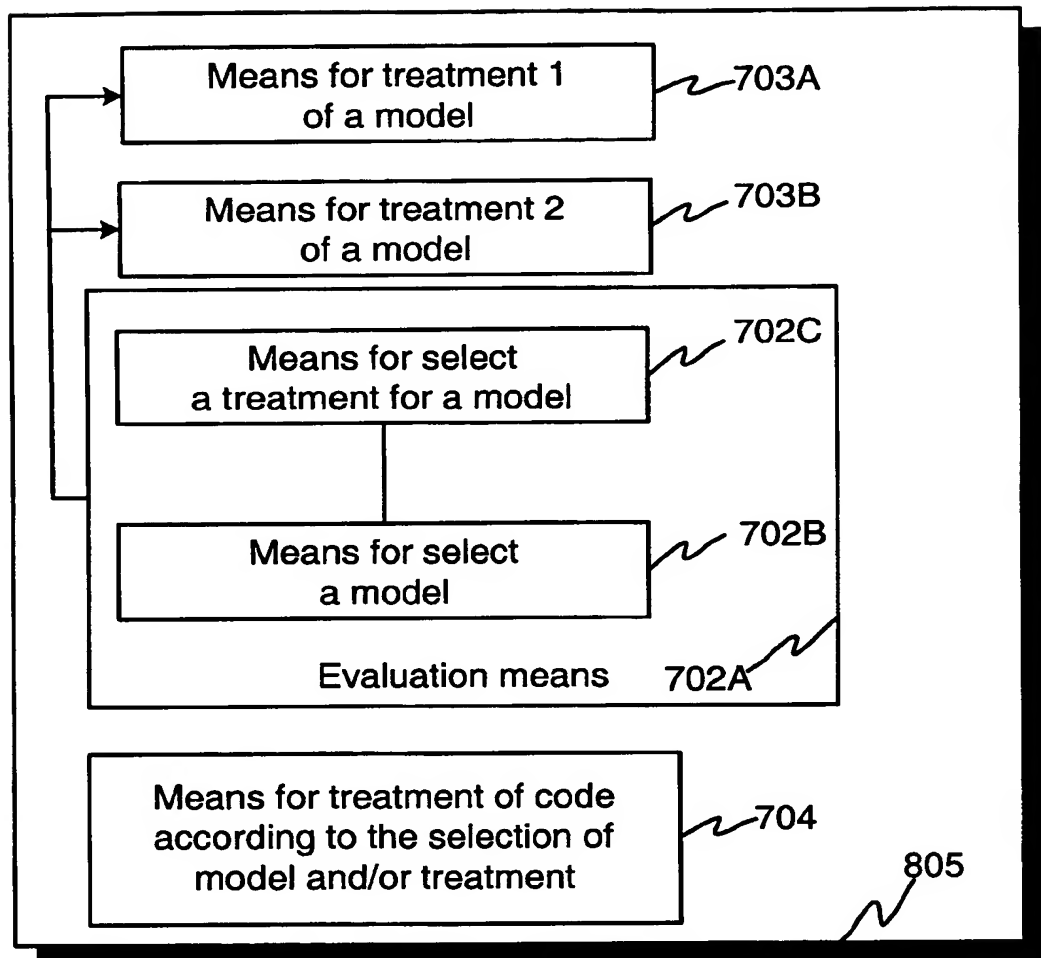 Means for treatment 1
of a model
703A
Means for treatment 2
of a model
703B
Means for select
a treatment for a model
702C
Means for select
a model
702B
Evaluation means
702A
Means for treatment of code
according to the selection of
model and/or treatment
704
805